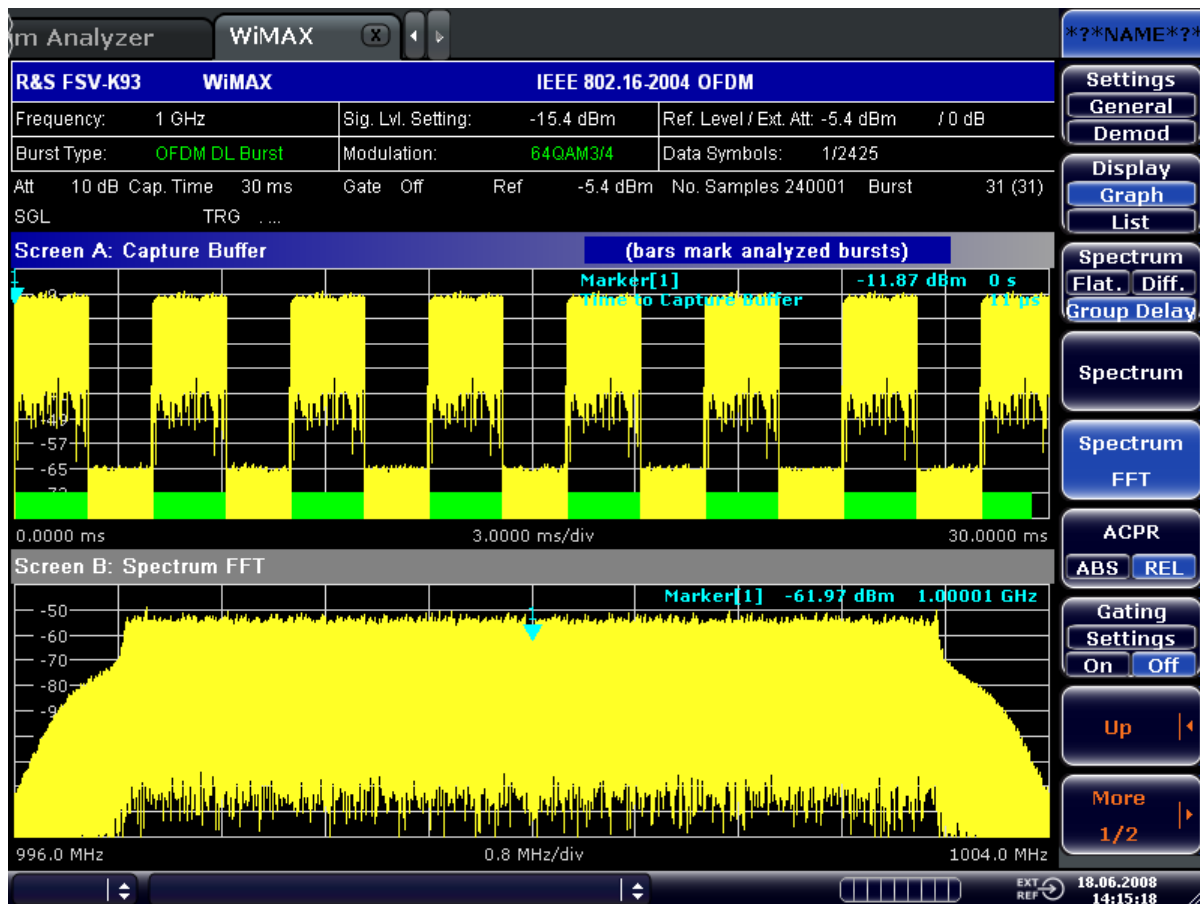 m Analyzer
WiMAX
X
*?*NAME*?*
R&S FSV-K93 WiMAX IEEE 802.16-2004 OFDM
Frequency: 1 GHz Sig. Lvl. Setting: -15.4 dBm Ref. Level / Ext. Att: -5.4 dBm / 0 dB
Burst Type: OFDM DL Burst Modulation: 64QAM3/4 Data Symbols: 1/2425
Att 10 dB Cap. Time 30 ms Gate Off Ref -5.4 dBm No. Samples 240001 Burst 31 (31)
SGL TRG . ...
Screen A: Capture Buffer (bars mark analyzed bursts)
1
Marker[1] -11.87 dBm 0 s
Time to Capture Buffer 11 µs
-57
-65
-73
0.0000 ms 3.0000 ms/div 30.0000 ms
Screen B: Spectrum FFT
Marker[1] -61.97 dBm 1.00001 GHz
1
-50
-60
-70
-80
996.0 MHz 0.8 MHz/div 1004.0 MHz
Settings
General
Demod
Display
Graph
List
Spectrum
Flat. Diff.
Group Delay
Spectrum
Spectrum
FFT
ACPR
ABS REL
Gating
Settings
On Off
Up
More
1/2
EXT
REF
18.06.2008
14:15:18